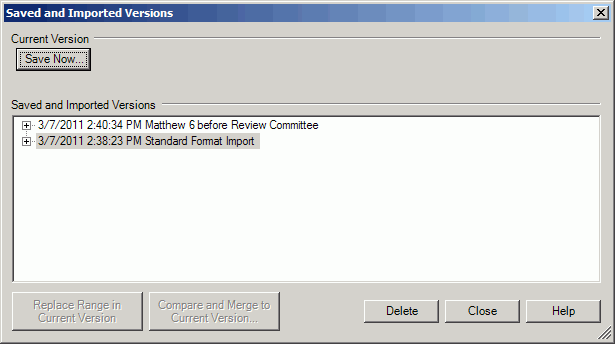 Saved and Imported Versions
Current Version
Save Now...
Saved and Imported Versions
3/7/2011 2:40:34 PM Matthew 6 before Review Committee
3/7/2011 2:38:23 PM Standard Format Import
Replace Range in
Current Version
Compare and Merge to
Current Version...
Delete
Close
Help